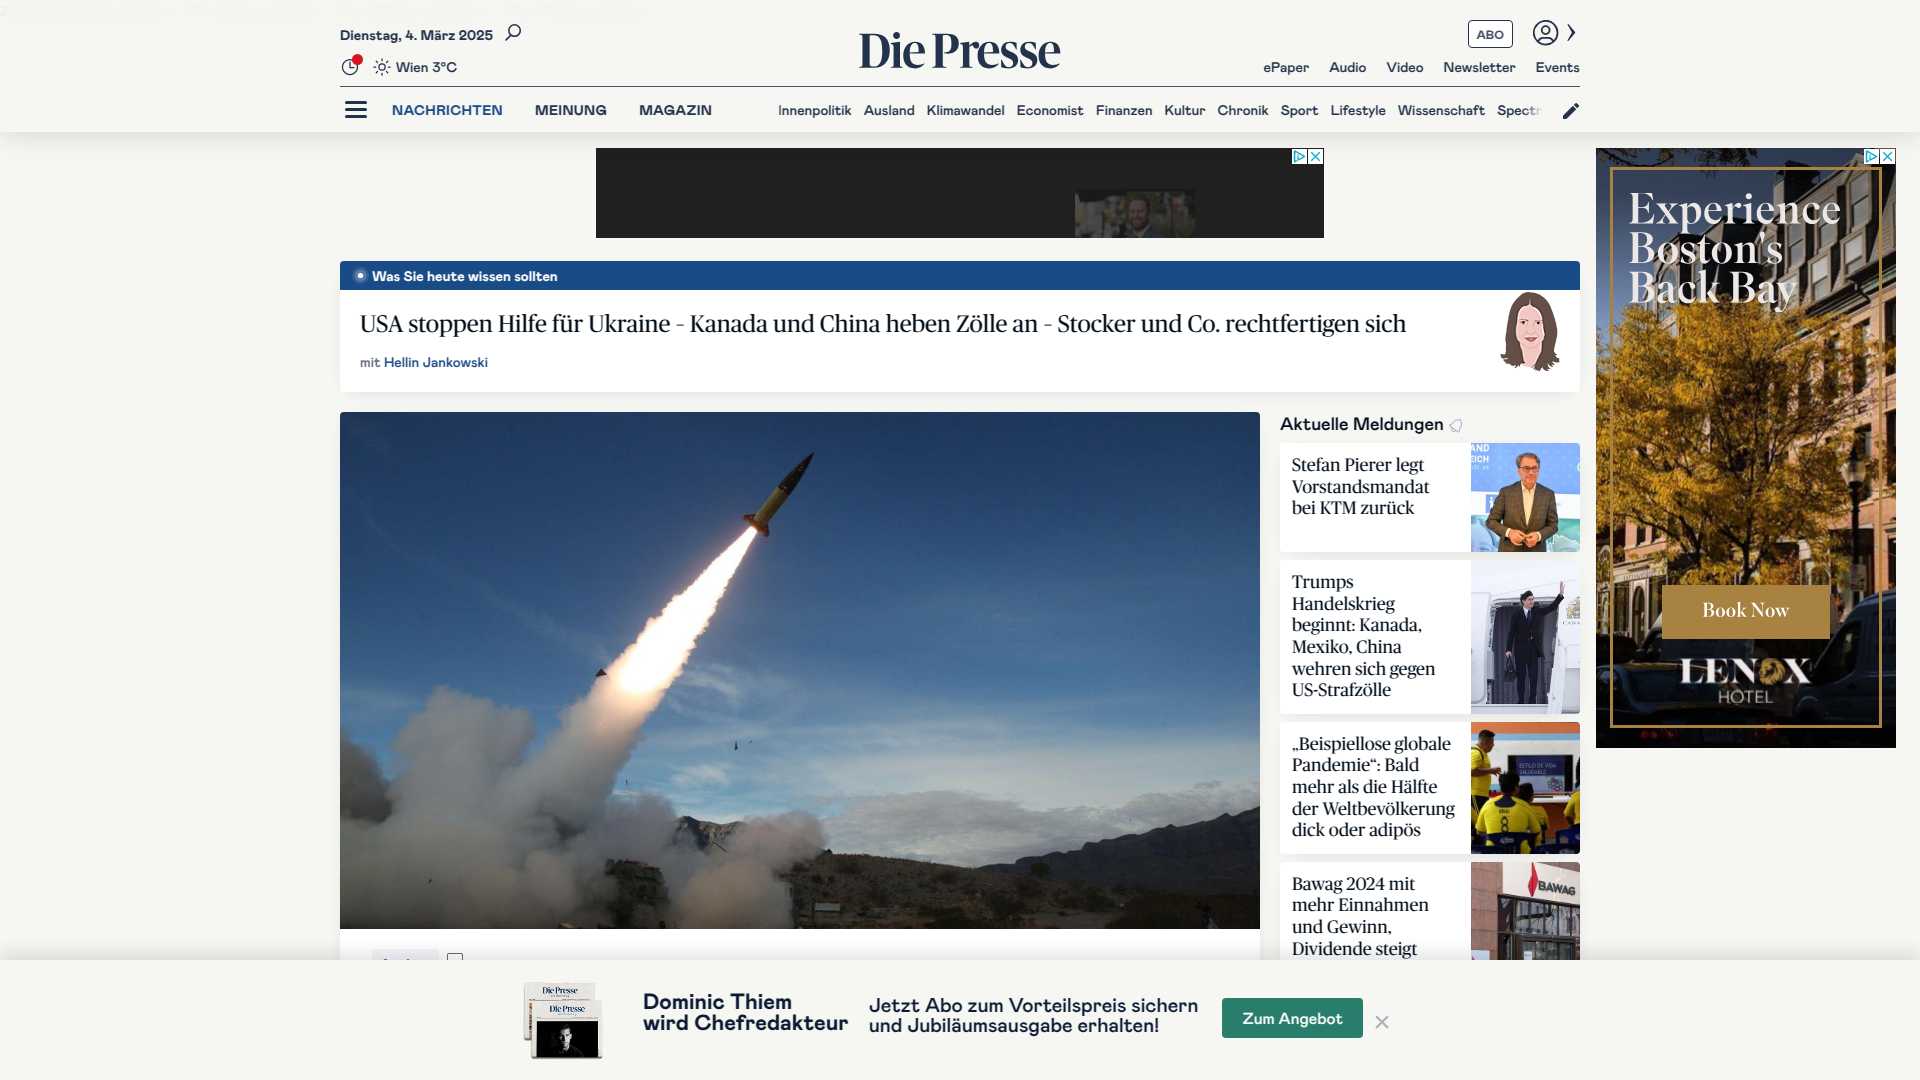 Dienstag, 4. März 2025
Wien 3°C
Die Presse
ABO
ePaper Audio Video Newsletter Events
NACHRICHTEN MEINUNG MAGAZIN
Innenpolitik Ausland Klimawandel Economist Finanzen Kultur Chronik Sport Lifestyle Wissenschaft Spectr
Experience
Boston's
Back Bay
Book Now
LENOX
HOTEL
Was Sie heute wissen sollten
USA stoppen Hilfe für Ukraine – Kanada und China heben Zölle an – Stocker und Co. rechtfertigen sich
mit Hellin Jankowski
Aktuelle Meldungen
Stefan Pierer legt
Vorstandsmandat
bei KTM zurück
Trumps
Handelskrieg
beginnt: Kanada,
Mexiko, China
wehren sich gegen
US-Strafzölle
„Beispiellose globale
Pandemie“: Bald
mehr als die Hälfte
der Weltbevölkerung
dick oder adipös
Bawag 2024 mit
mehr Einnahmen
und Gewinn,
Dividende steigt
BAWAG
Die Presse
Die Presse
Dominic Thiem
wird Chefredakteur
Jetzt Abo zum Vorteilspreis sichern
und Jubiläumsausgabe erhalten!
Zum Angebot